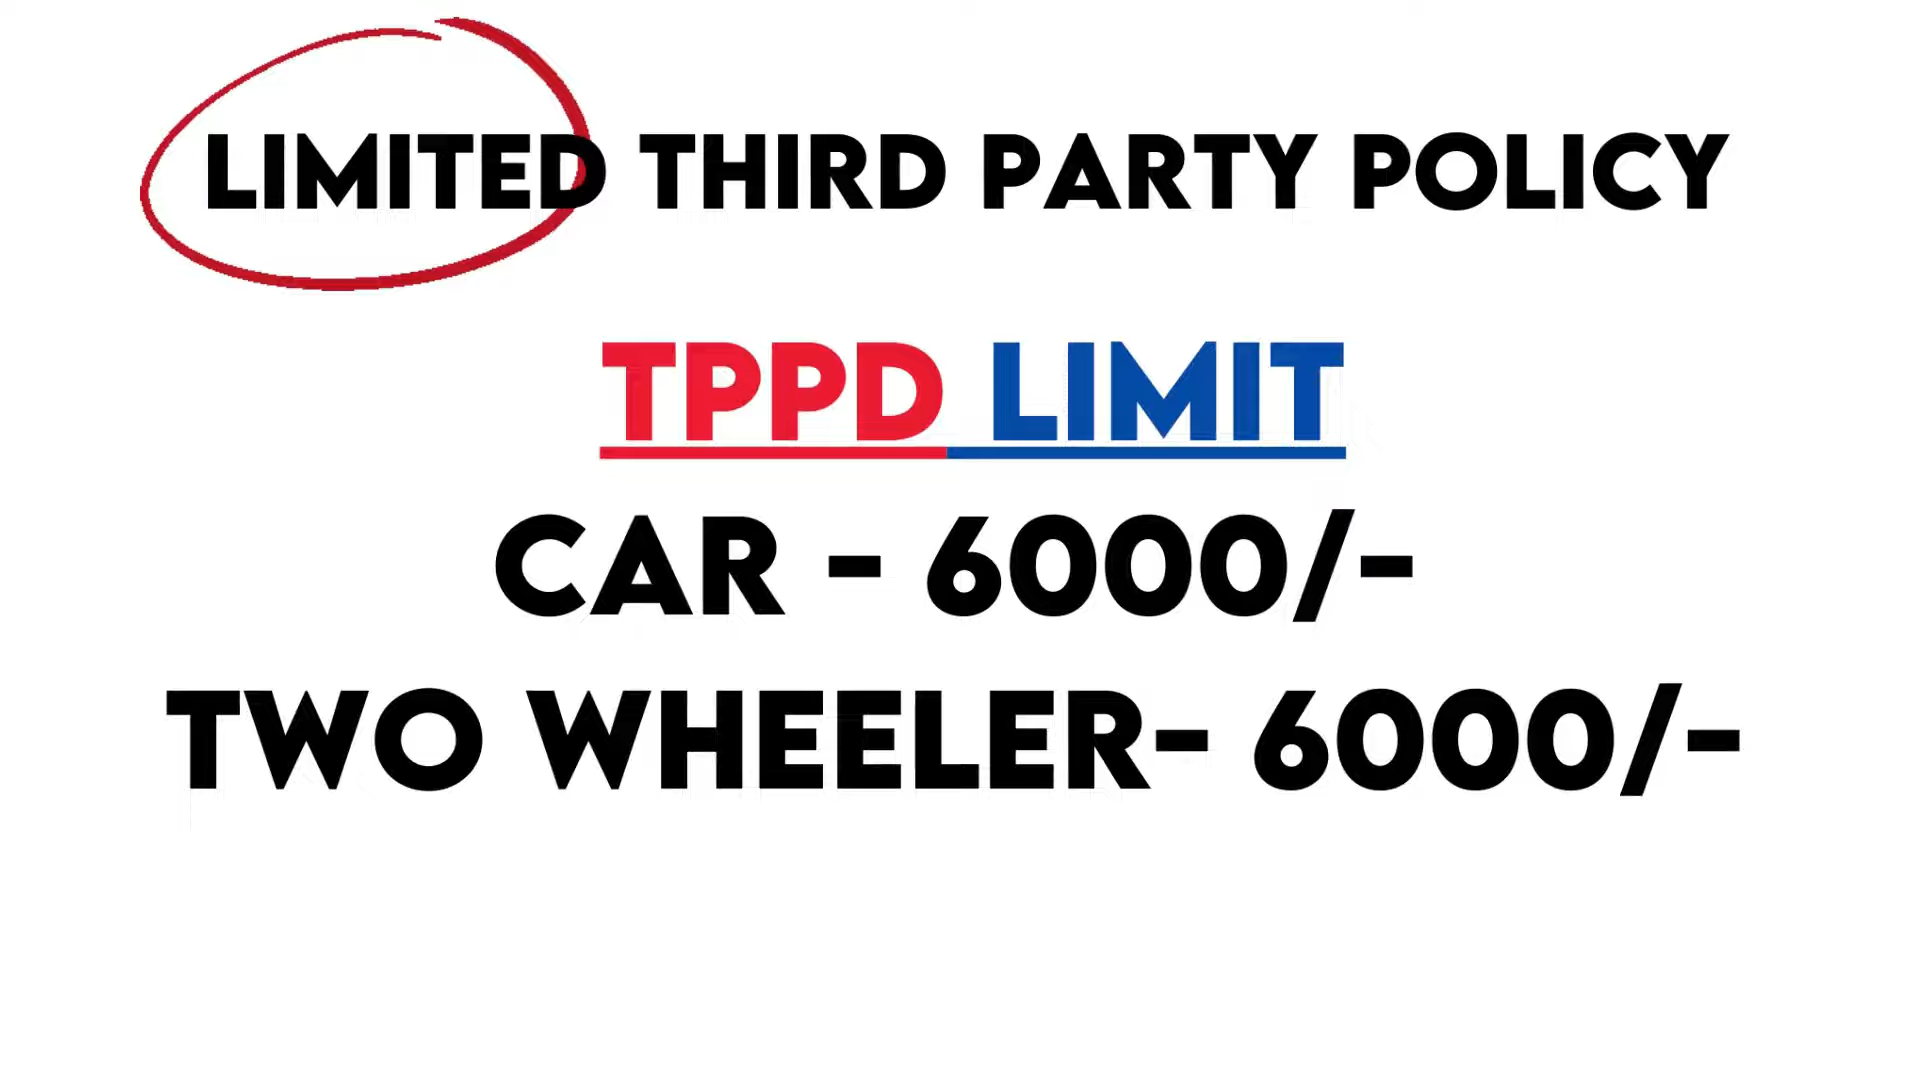 LIMITED THIRD PARTY POLICY
TPPD LIMIT
CAR - 6000/-
TWO WHEELER- 6000/-